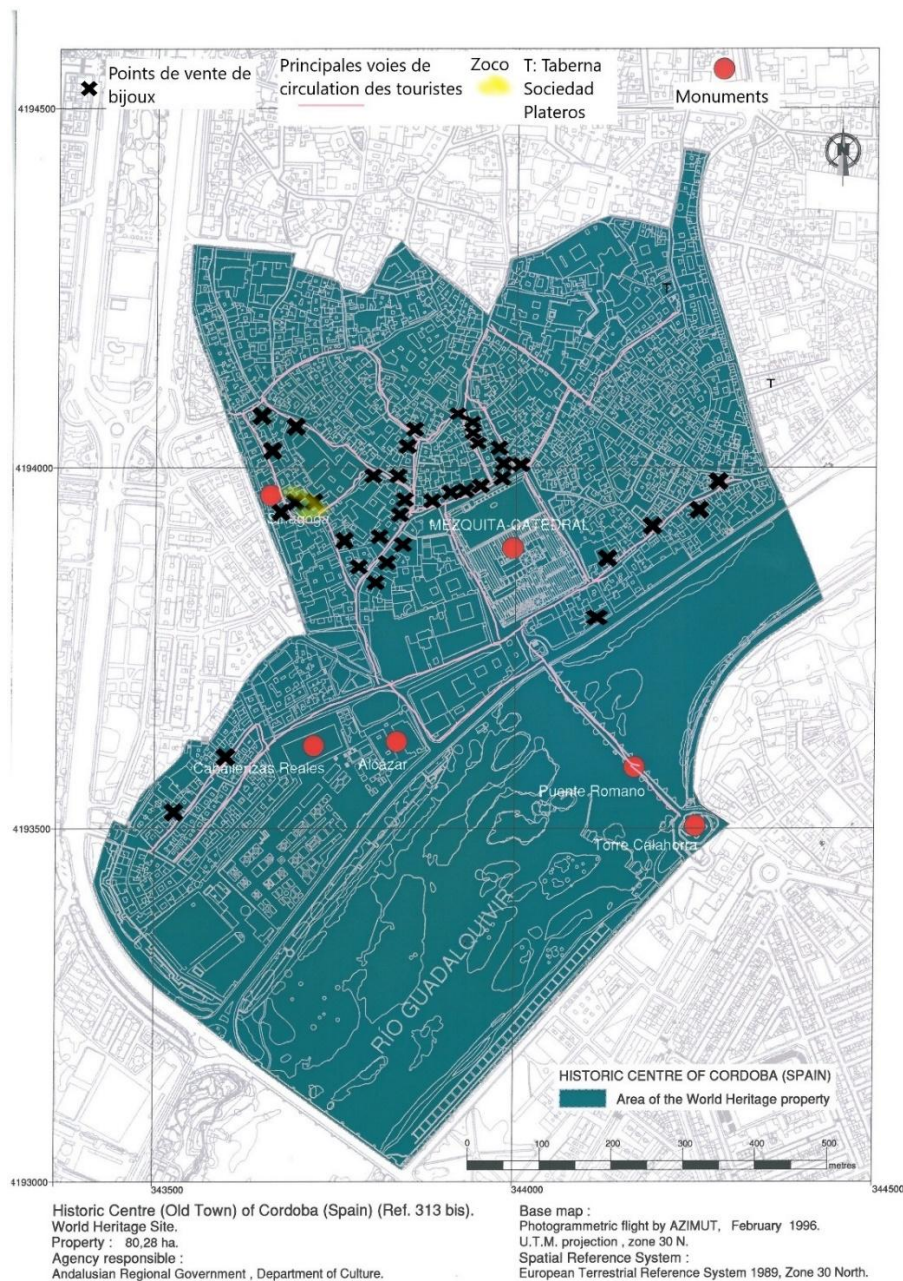 Points de vente de
bijoux
Principales voies de
circulation des touristes
Zoco
T: Taberna
Sociedad
Plateros
Monuments
4194500
N
T
T
4194000
MEZQUITA-CATEDRAL
Caballerizas Reales
Alcázar
Puente Romano
Torre Calahorra
4193500
RÍO GUADALQUIVIR
HISTORIC CENTRE OF CORDOBA (SPAIN)
Area of the World Heritage property
0 100 200 300 400 500
metres
4193000
343500
344000
344500
Historic Centre (Old Town) of Cordoba (Spain) (Ref. 313 bis).
World Heritage Site.
Property : 80,28 ha.
Agency responsible :
Andalusian Regional Government , Department of Culture.
Base map :
Photogrammetric flight by AZIMUT, February 1996.
U.T.M. projection , zone 30 N.
Spatial Reference System :
European Terrestrial Reference System 1989, Zone 30 North.